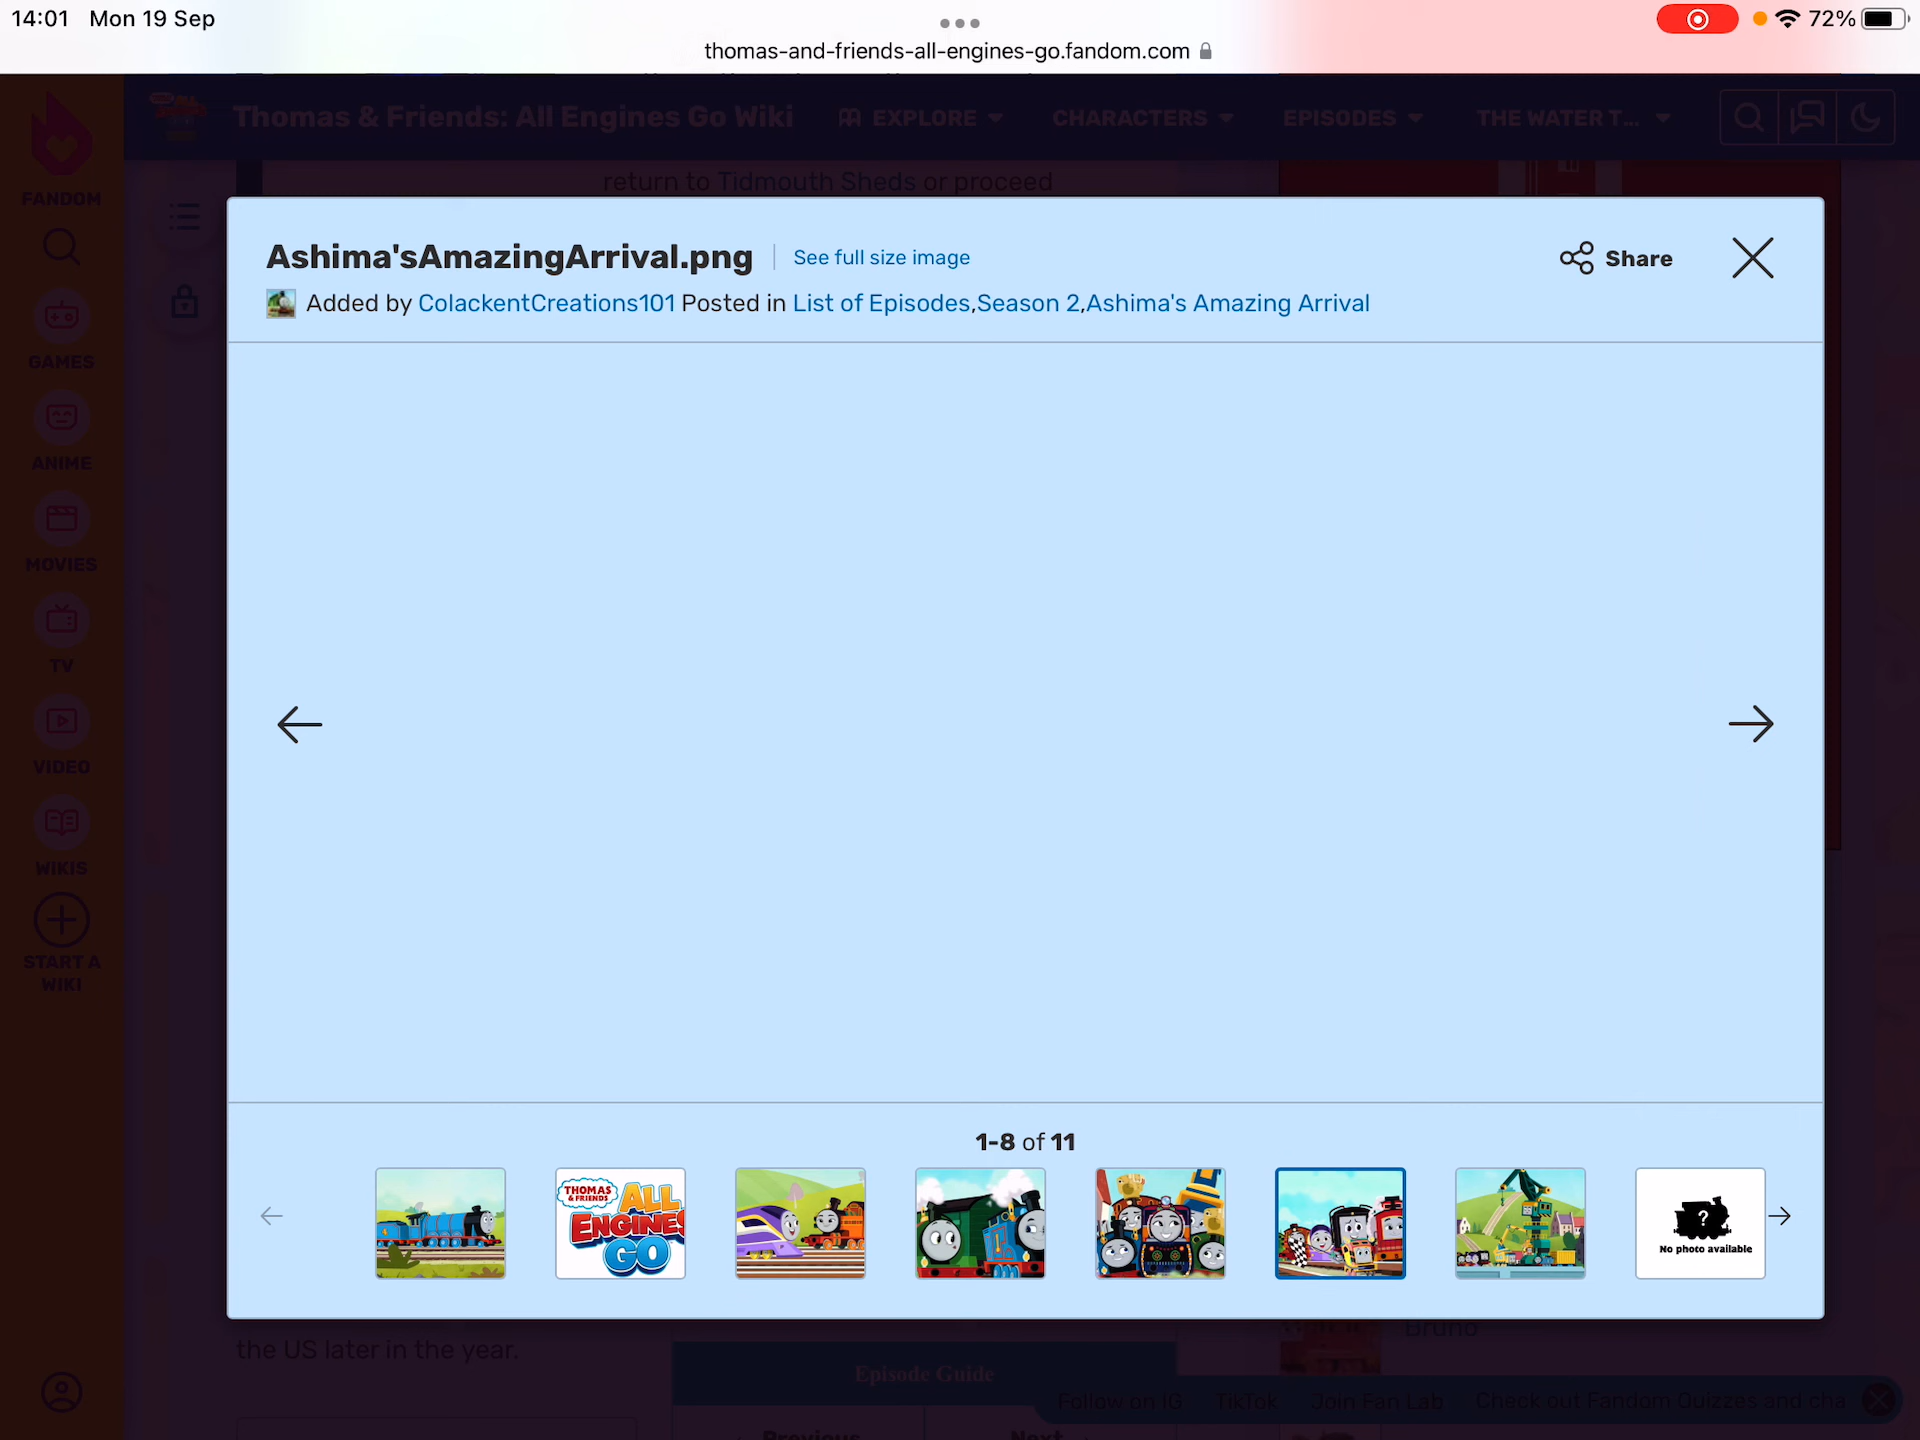 14:01 Mon 19 Sep
72%
thomas-and-friends-all-engines-go.fandom.com
Thomas & Friends: All Engines Go Wiki
EXPLORE
CHARACTERS
EPISODES
THE WATER T...
FANDOM
return to Tidmouth Sheds or proceed
Ashima'sAmazingArrival.png
See full size image
Share
Added by ColackentCreations101 Posted in List of Episodes,Season 2,Ashima's Amazing Arrival
GAMES
ANIME
MOVIES
TV
VIDEO
WIKIS
START A
WIKI
1-8 of 11
THOMAS
& FRIENDS
ALL
ENGINES
GO
?
No photo available
the US later in the year.
Bruno
Episode Guide
Follow on IG TikTok Join Fan Lab Check out Fandom Quizzes and cha
Previous
Next